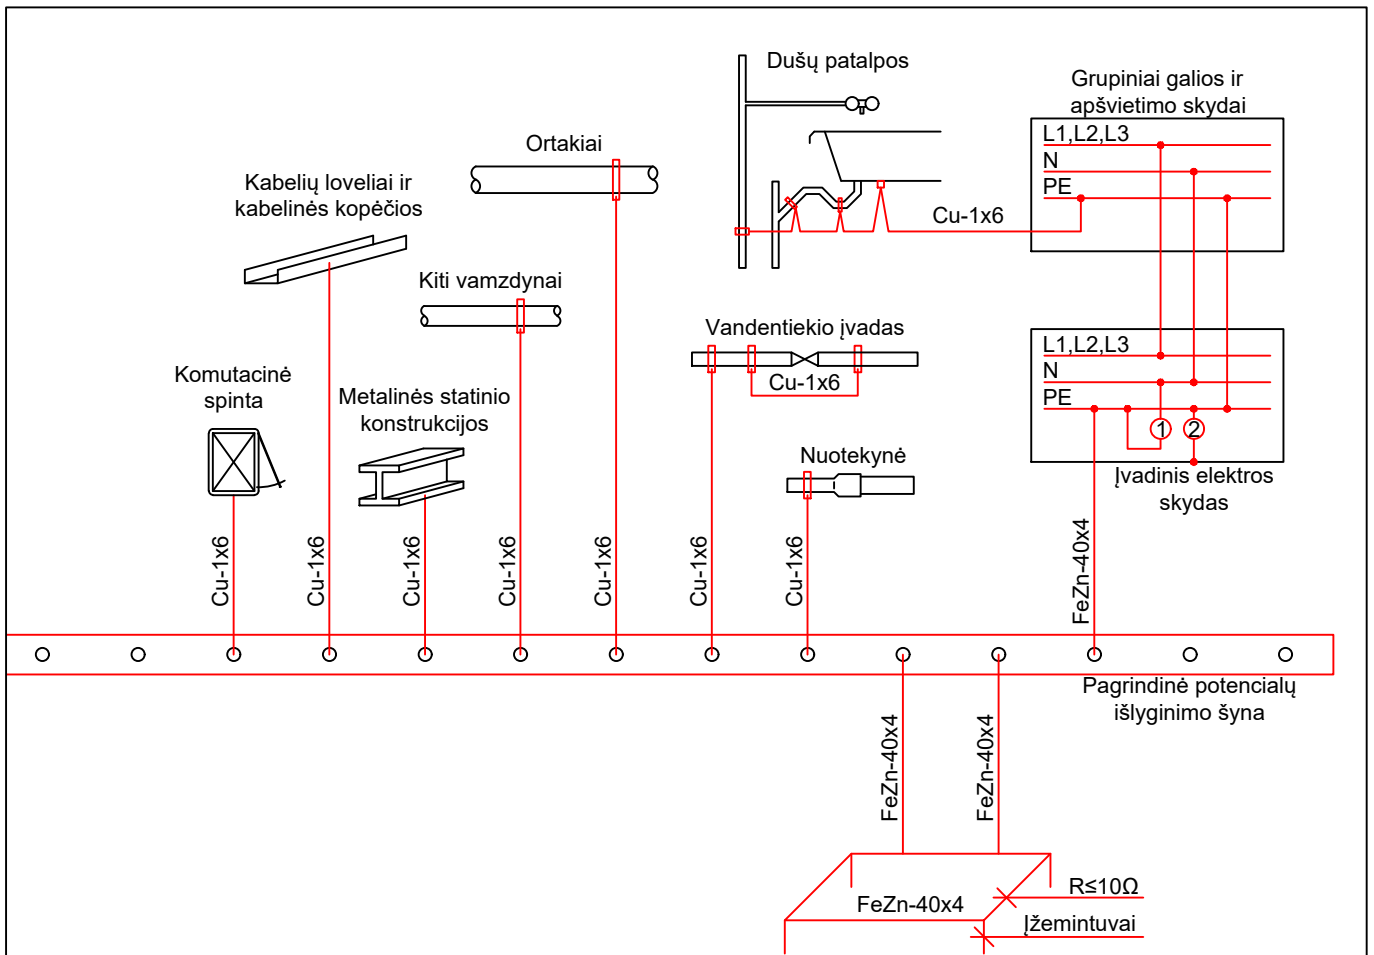 Dušų patalpos
Grupiniai galios ir
apšvietimo skydai
L1,L2,L3
N
PE
Cu-1x6
Ortakiai
Kabelių loveliai ir
kabelinės kopėčios
Kiti vamzdynai
Vandentiekio įvadas
Cu-1x6
L1,L2,L3
N
PE
1
2
Įvadinis elektros
skydas
Komutacinė
spinta
Metalinės statinio
konstrukcijos
Nuotekynė
Cu-1x6
Cu-1x6
Cu-1x6
Cu-1x6
Cu-1x6
Cu-1x6
Cu-1x6
FeZn-40x4
Pagrindinė potencialų
išlyginimo šyna
FeZn-40x4
FeZn-40x4
FeZn-40x4
R≤10Ω
Įžemintuvai